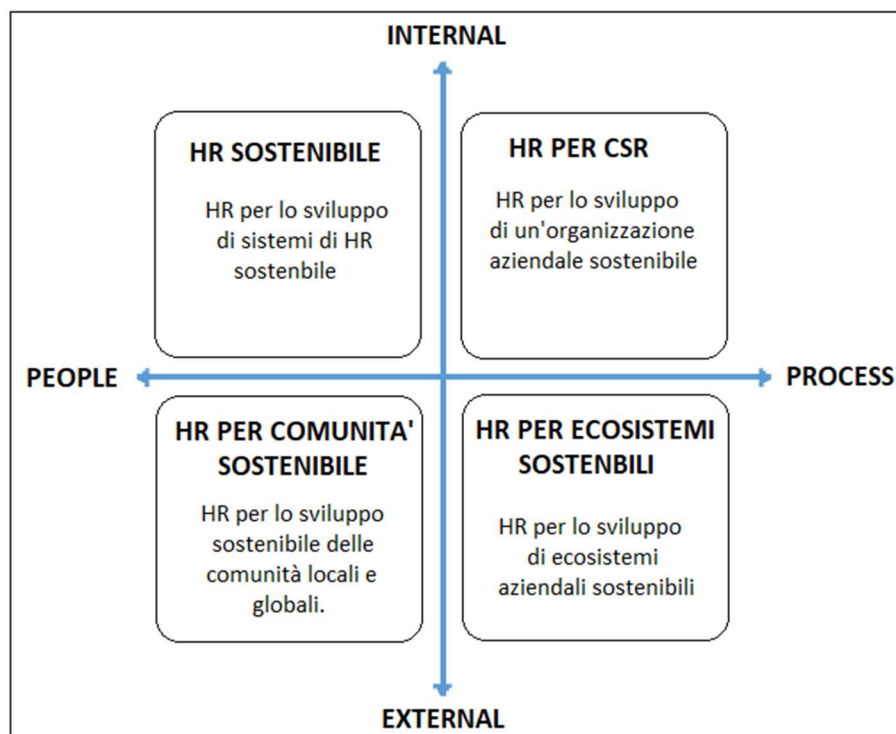 INTERNAL
HR SOSTENIBILE
HR per lo sviluppo
di sistemi di HR
sostenbile
HR PER CSR
HR per lo sviluppo
di un'organizzazione
aziendale sostenibile
PEOPLE
PROCESS
HR PER COMUNITA'
SOSTENIBILE
HR per lo sviluppo
sostenibile delle
comunità locali e
globali.
HR PER ECOSISTEMI
SOSTENBILI
HR per lo sviluppo
di ecosistemi
aziendali sostenibili
EXTERNAL